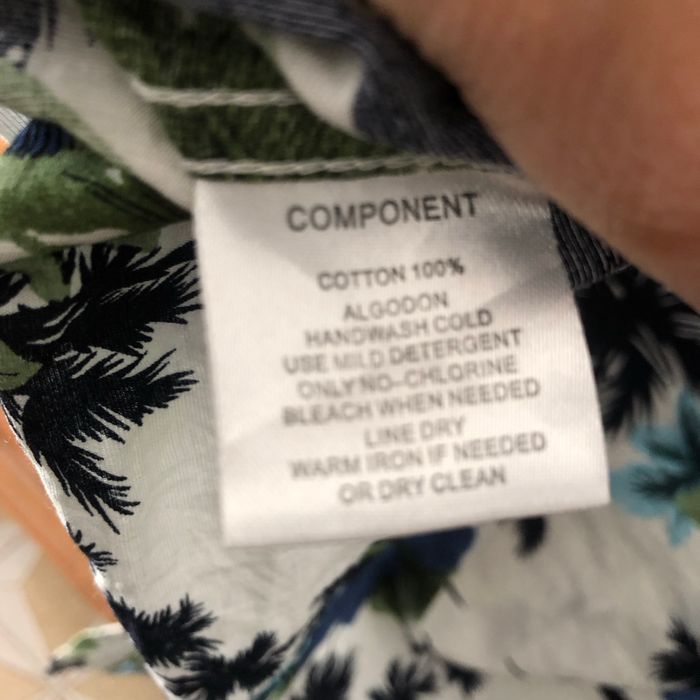 COMPONENT
COTTON 100%
ALGODON
HANDWASH COLD
USE MILD DETERGENT
ONLY NO-CHLORINE
BLEACH WHEN NEEDED
LINE DRY
WARM IRON IF NEEDED
OR DRY CLEAN